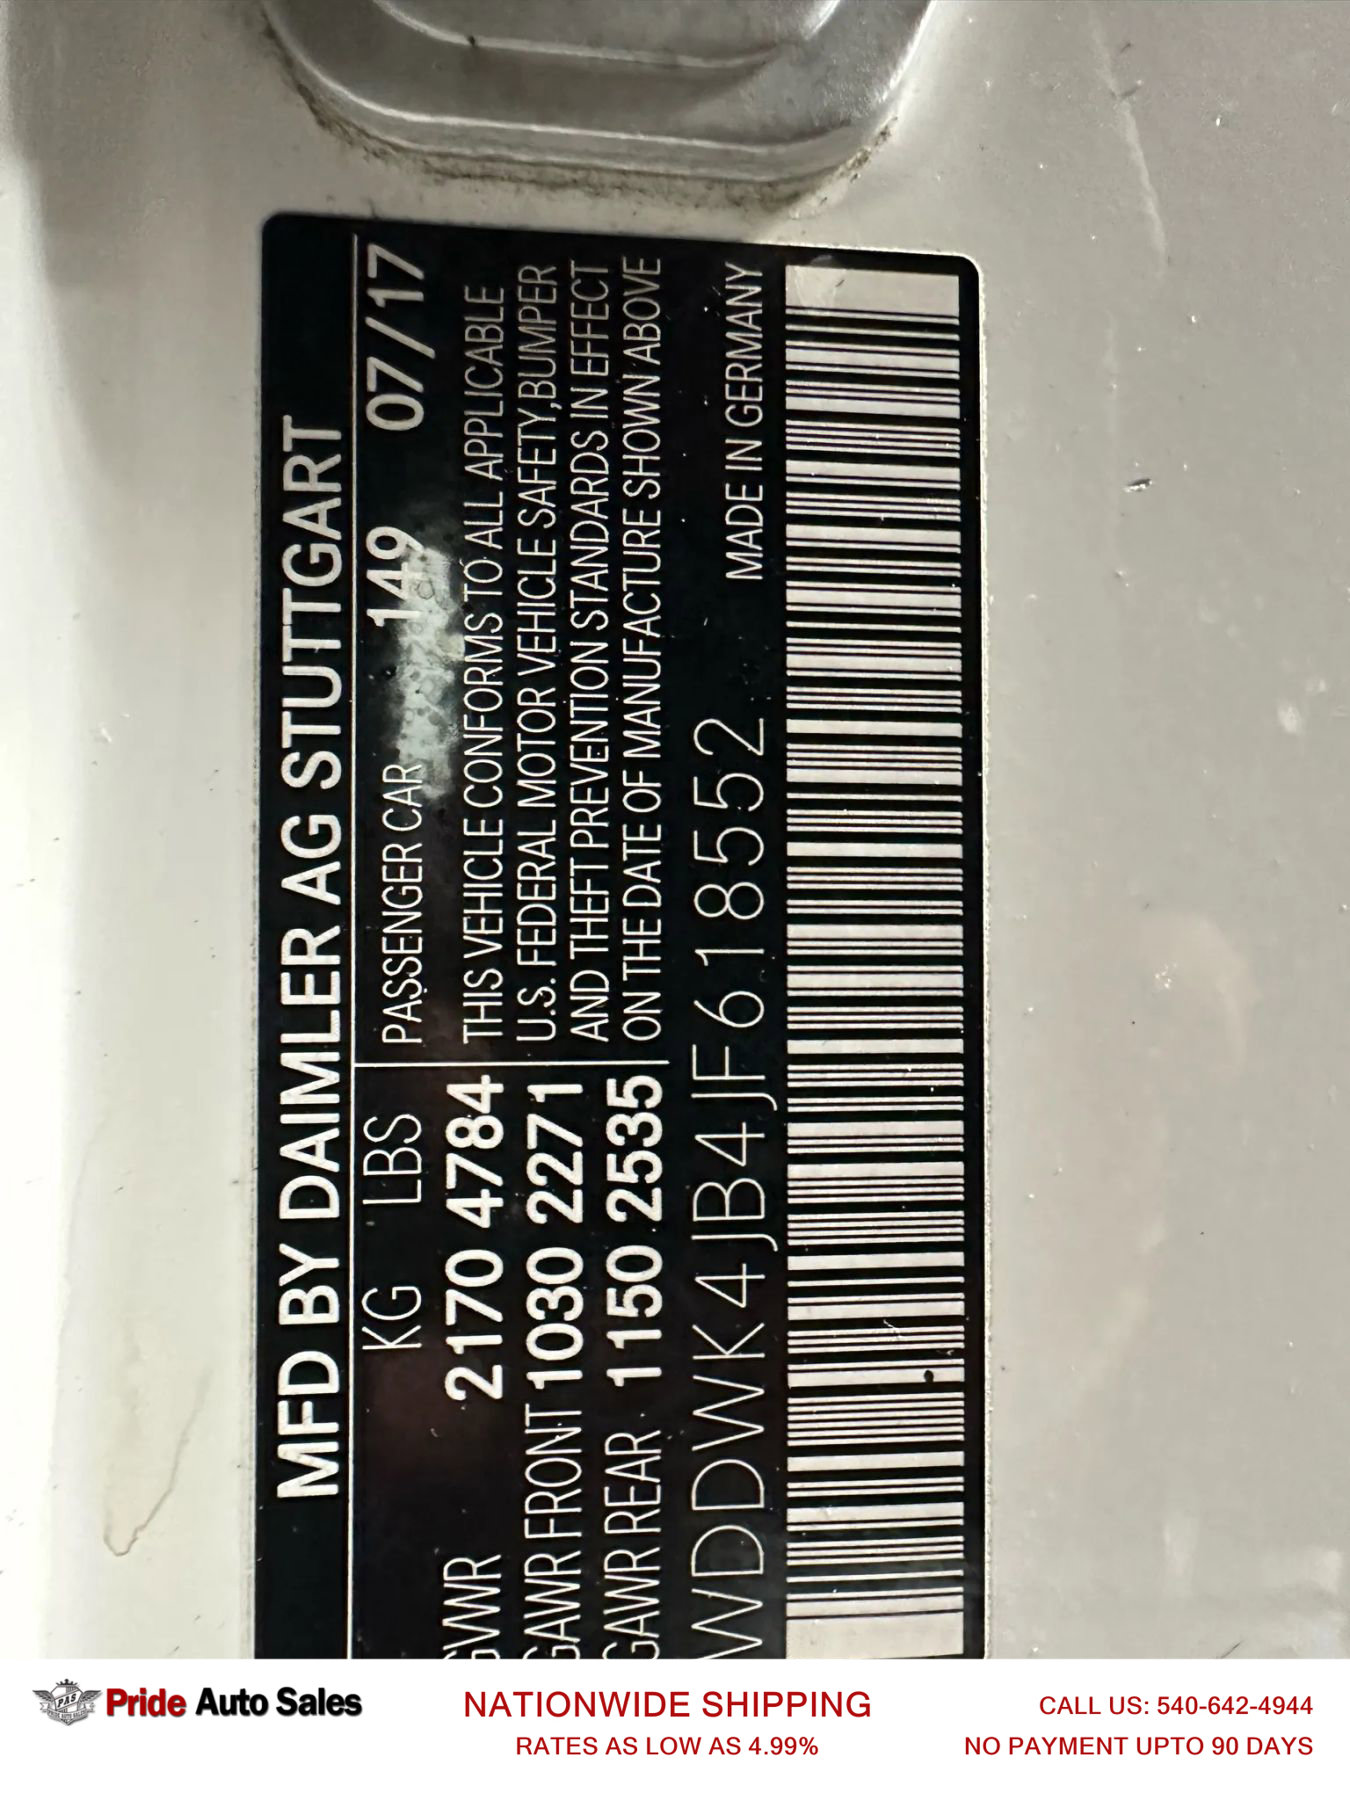 MFD BY DAIMLER AG STUTTGART
KG LBS
GVWR 2170 4784
GAWR FRONT 1030 2271
GAWR REAR 1150 2535
PASSENGER CAR 149 07/17
THIS VEHICLE CONFORMS TO ALL APPLICABLE
U.S. FEDERAL MOTOR VEHICLE SAFETY,BUMPER
AND THEFT PREVENTION STANDARDS IN EFFECT
ON THE DATE OF MANUFACTURE SHOWN ABOVE
WDDWK4JB4JF618552
MADE IN GERMANY
PAS
Pride Auto Sales
NATIONWIDE SHIPPING
RATES AS LOW AS 4.99%
CALL US: 540-642-4944
NO PAYMENT UPTO 90 DAYS